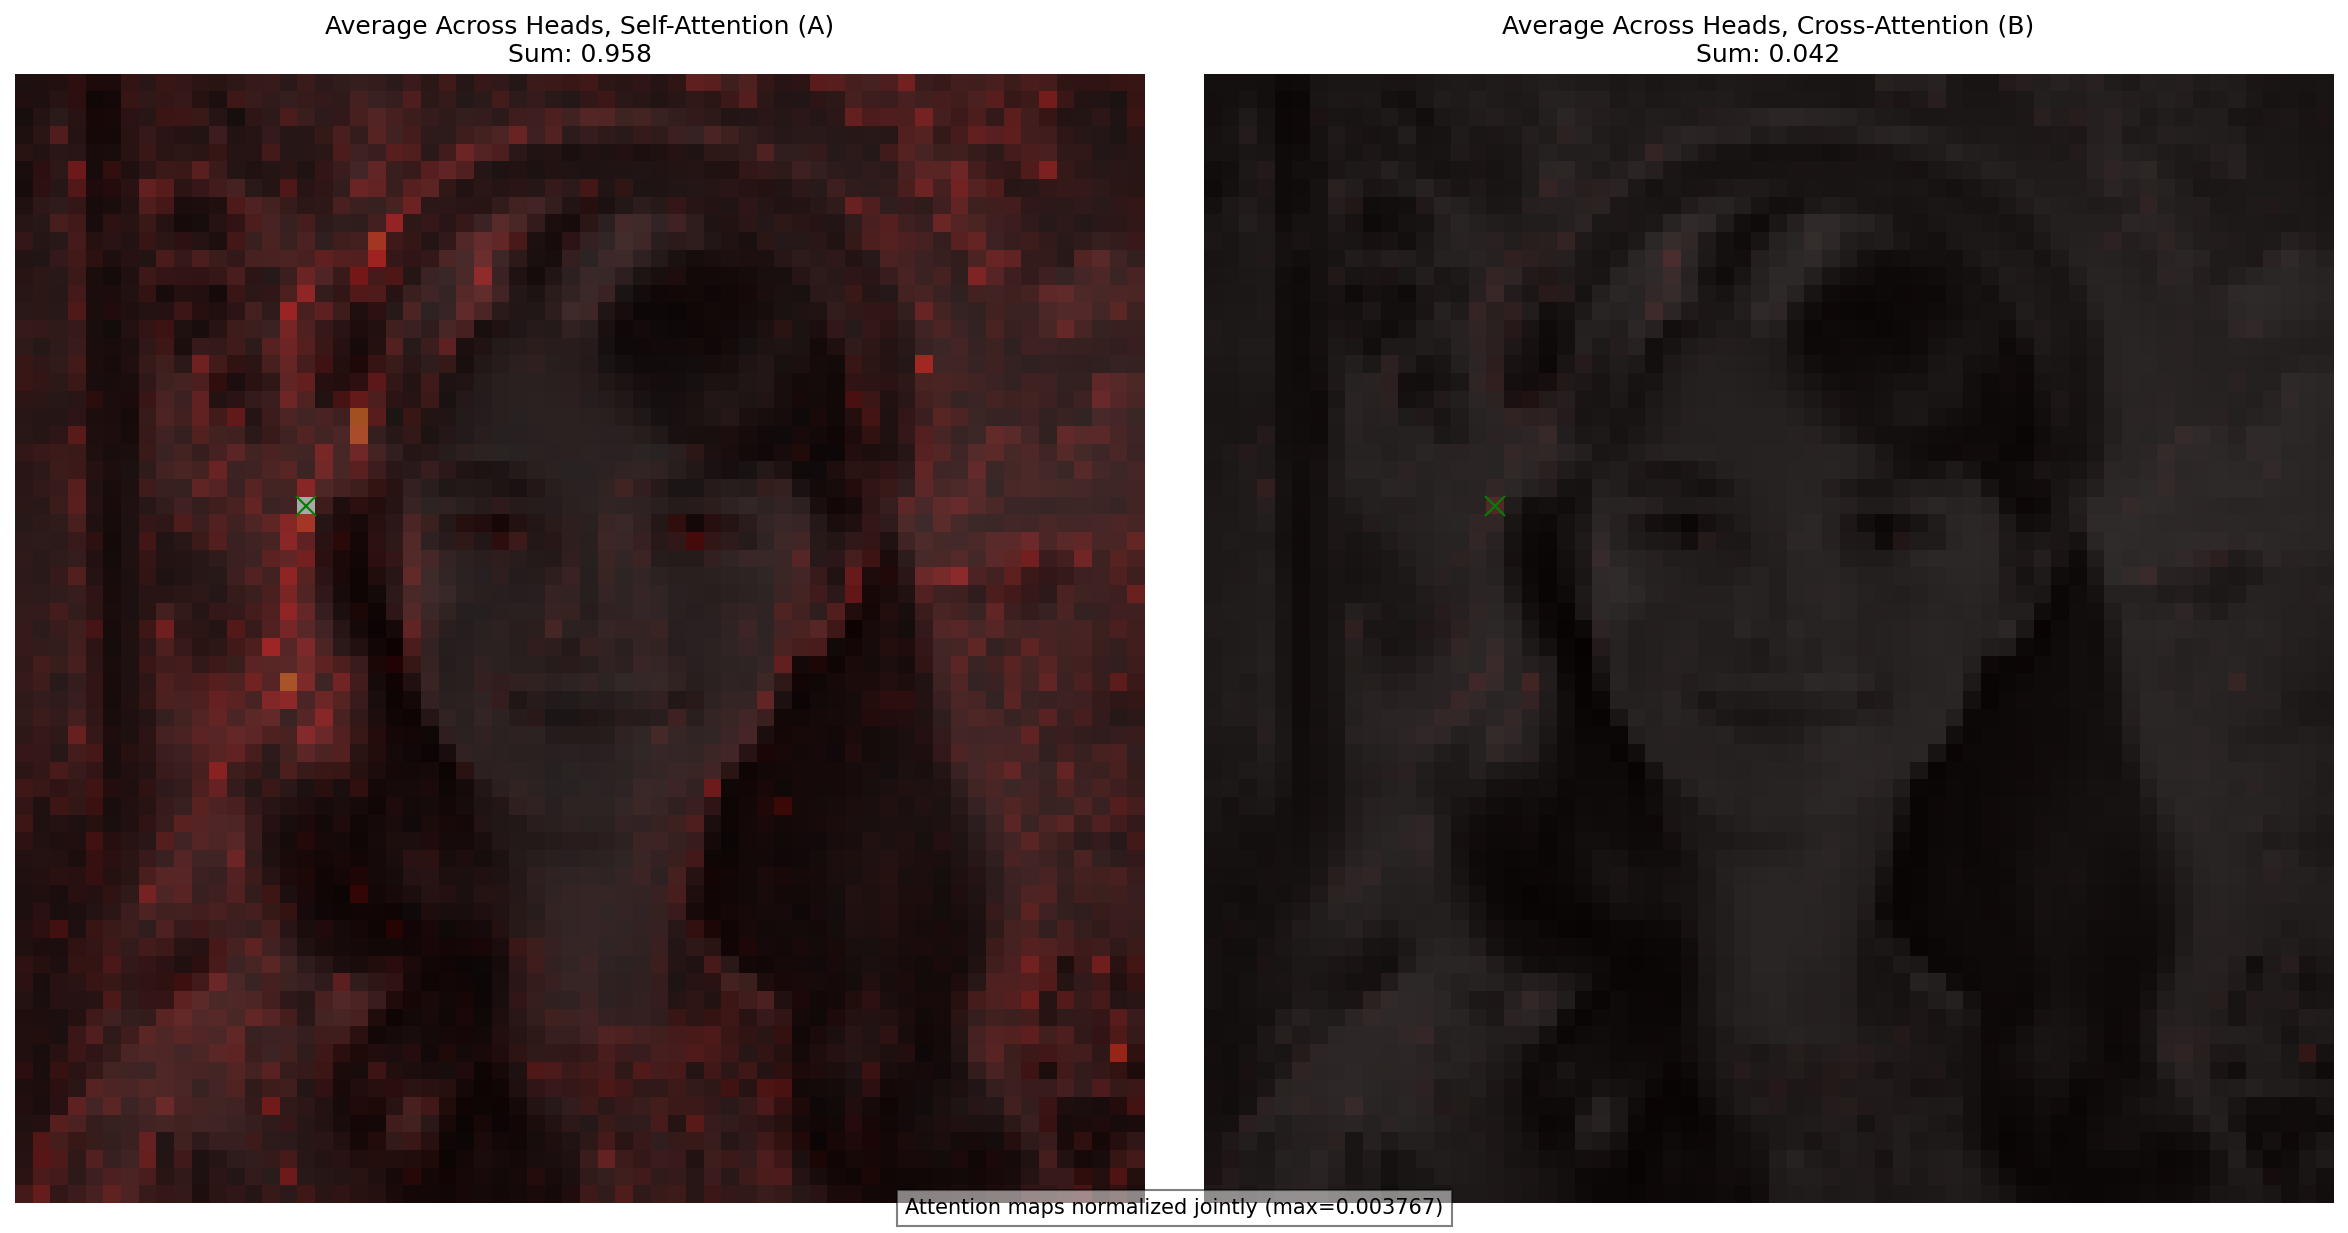 Average Across Heads, Self-Attention (A)
Sum: 0.958
Average Across Heads, Cross-Attention (B)
Sum: 0.042
Attention maps normalized jointly (max=0.003767)